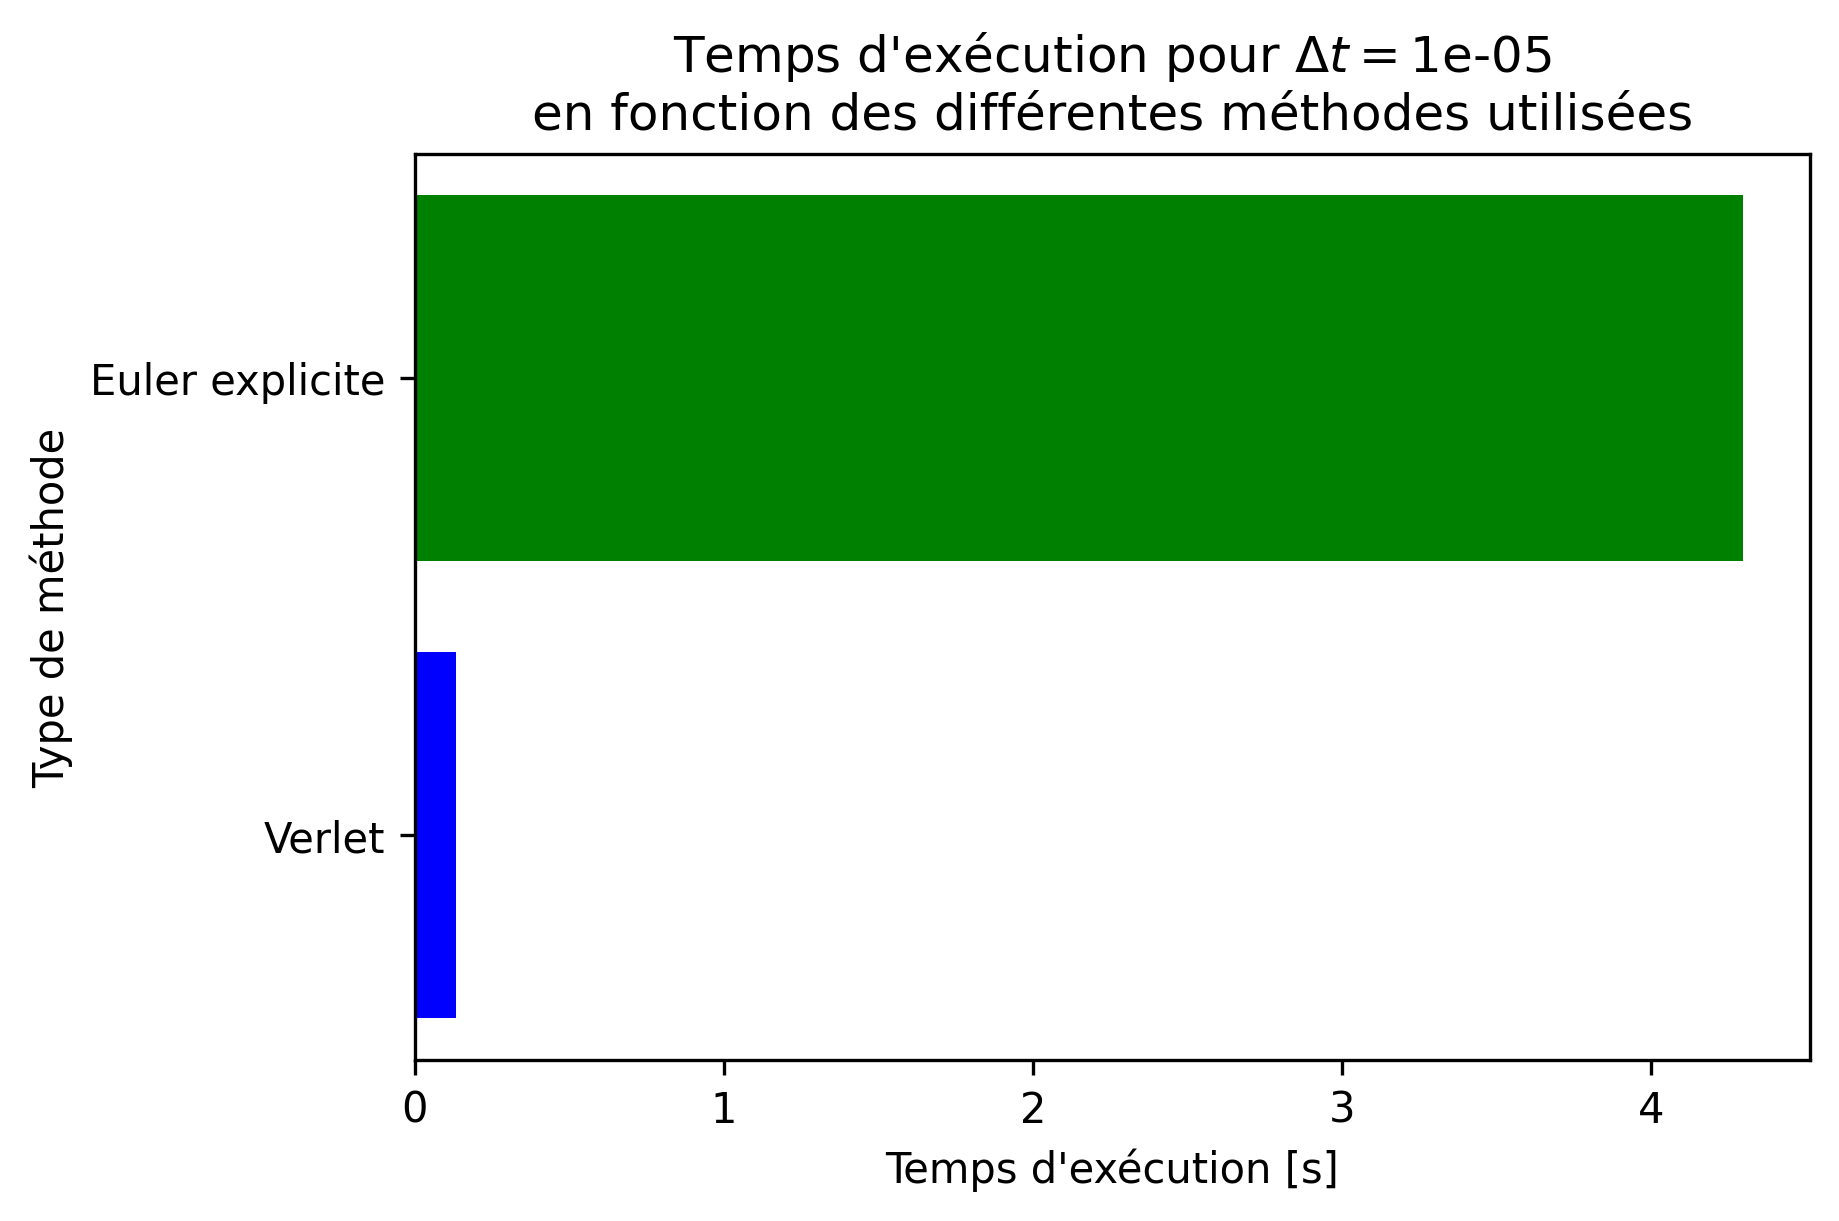 Temps d'exécution pour Δt = 1e-05
en fonction des différentes méthodes utilisées
Type de méthode
Euler explicite
Verlet
0 1 2 3 4
Temps d'exécution [s]